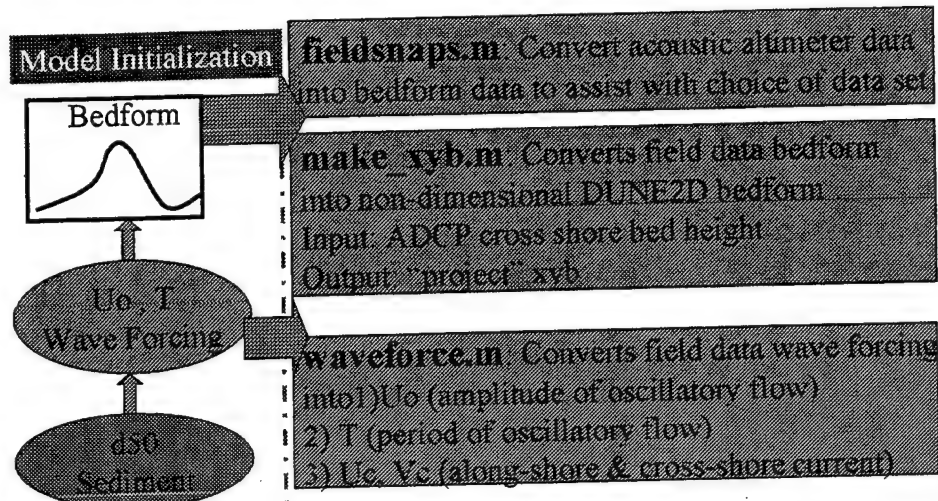 Model Initialization
Bedform
Uo, T
Wave Forcing
d50
Sediment
fieldsnaps.m: Convert acoustic altimeter data
into bedform data to assist with choice of data set
make_xyb.m: Converts field data bedform
into non-dimensional DUNE2D bedform
Input: ADCP cross shore bed height
Output: "project".xyb
waveforce.m: Converts field data wave forcing
into1)Uo (amplitude of oscillatory flow)
2) T (period of oscillatory flow)
3) Uc, Vc (along-shore & cross-shore current)